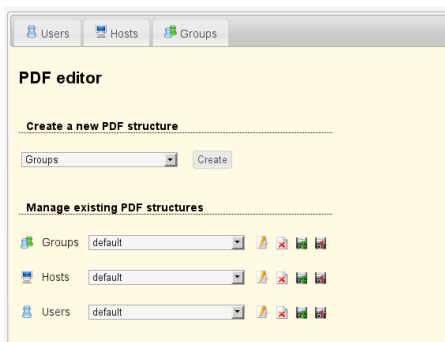 Users Hosts Groups
PDF editor
Create a new PDF structure
Groups Create
Manage existing PDF structures
Groups default
Hosts default
Users default